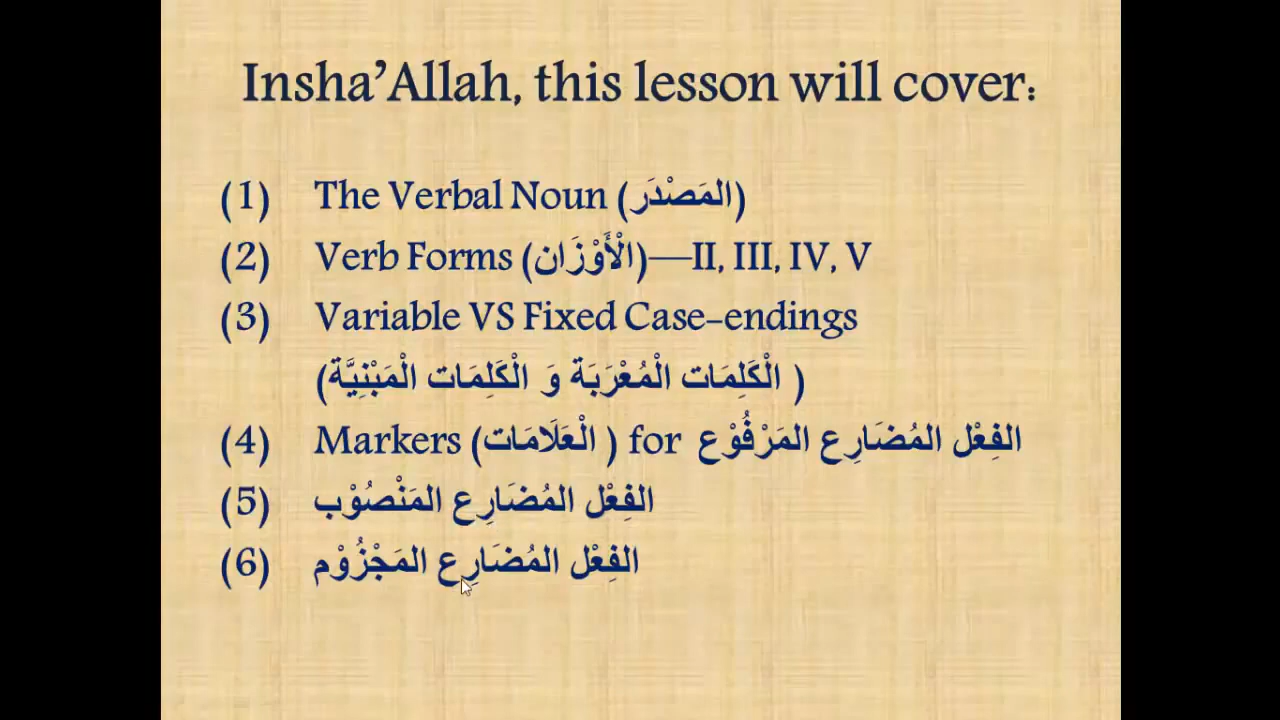 Insha’Allah, this lesson will cover:
(1) The Verbal Noun (المَصْدَر)
(2) Verb Forms (الْأَوْزَان)—II, III, IV, V
(3) Variable VS Fixed Case-endings
(الْكَلِمَات الْمُعْرَبَة وَ الْكَلِمَات الْمَبْنِيَّة )
(4) Markers (الْعَلَامَات ) for الفِعْل المُضَارِع المَرْفُوْع
(5) الفِعْل المُضَارِع المَنْصُوْب
(6) الفِعْل المُضَارِع المَجْزُوْم